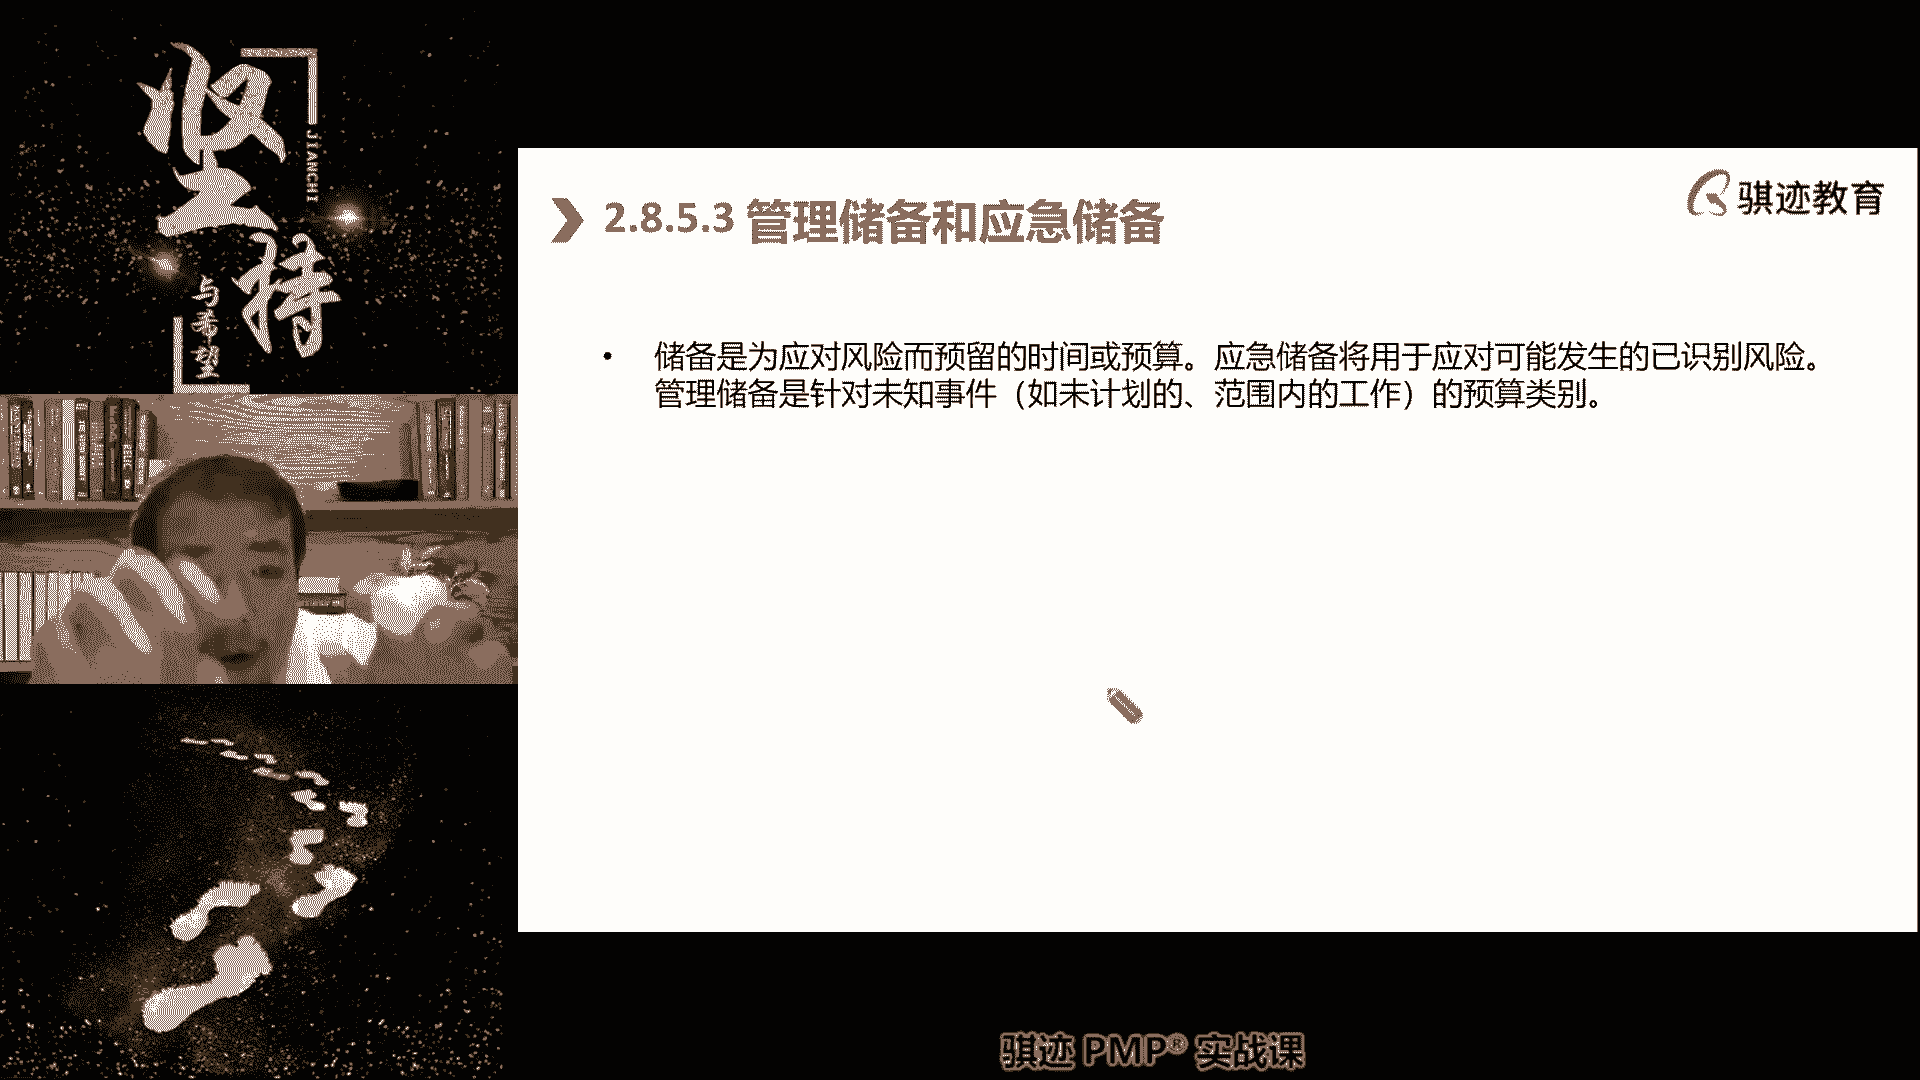 坚持
JIANCHI
与希望
骐迹教育
2.8.5.3 管理储备和应急储备
• 储备是为应对风险而预留的时间或预算。应急储备将用于应对可能发生的已识别风险。
管理储备是针对未知事件（如未计划的、范围内的工作）的预算类别。
骐迹 PMP® 实战课